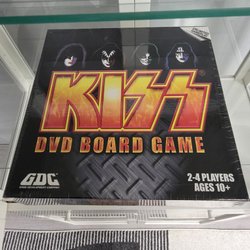 KISS
DVD BOARD GAME
GDC
2-4 PLAYERS
AGES 10+